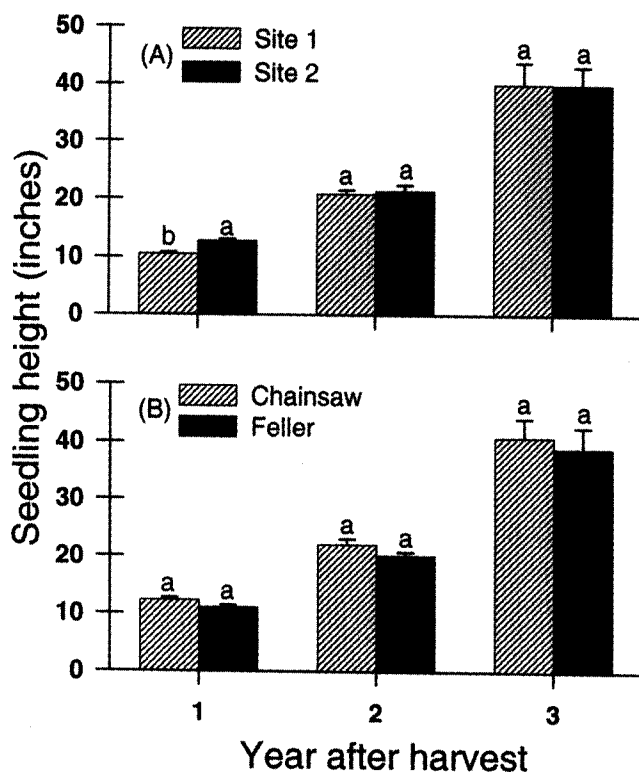 Seedling height (inches)
50
40
30
20
10
0
(A)
Site 1
Site 2
b a
a a
a a
50
40
30
20
10
0
(B)
Chainsaw
Feller
a a
a a
a a
1 2 3
Year after harvest